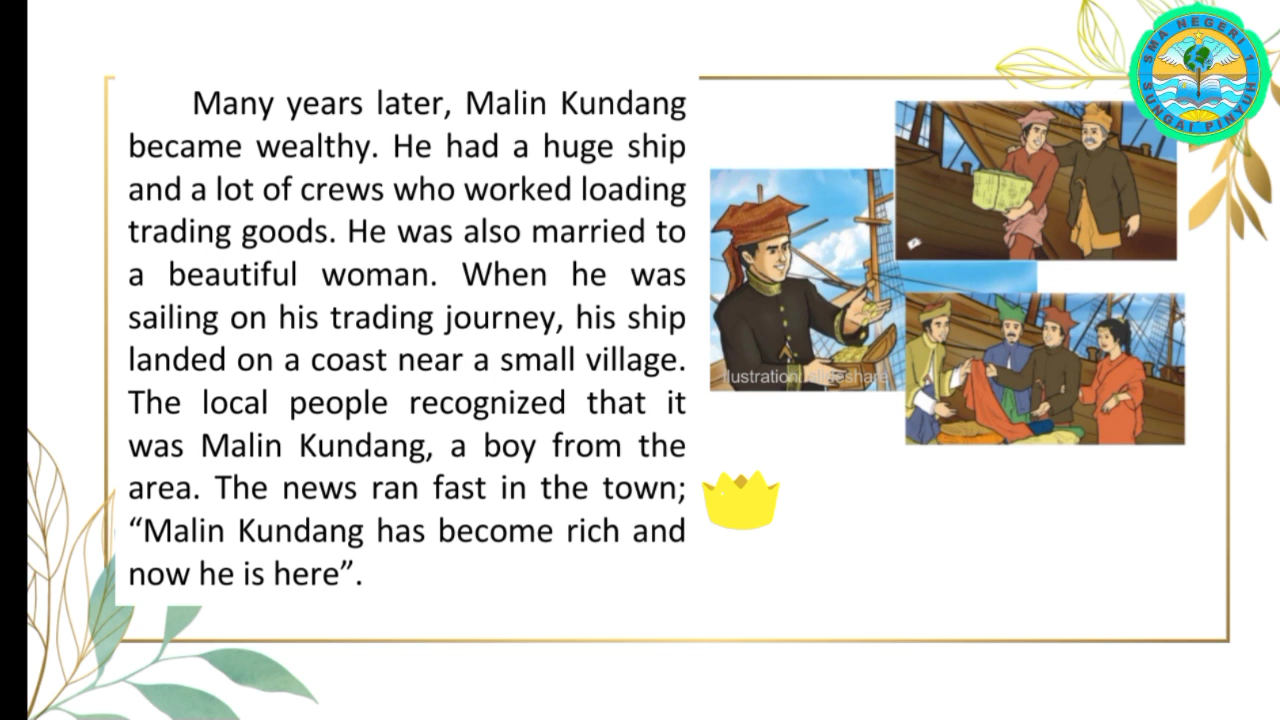 Many years later, Malin Kundang
became wealthy. He had a huge ship
and a lot of crews who worked loading
trading goods. He was also married to
a beautiful woman. When he was
sailing on his trading journey, his ship
landed on a coast near a small village.
The local people recognized that it
was Malin Kundang, a boy from the
area. The news ran fast in the town;
“Malin Kundang has become rich and
now he is here”.
SMA NEGERI 1
SUNGAI PINYUH